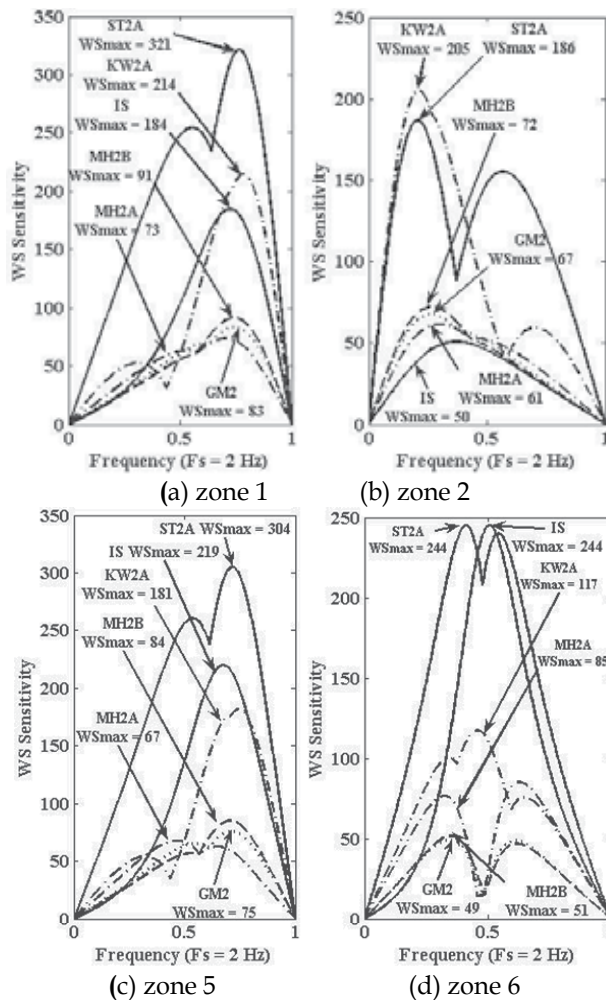 350
300
250
200
150
100
50
0
WS Sensitivity
ST2A
WSmax =
321
KW2A
WSmax =
214
IS
WSmax =
184
MH2B
WSmax =
91
MH2A
WSmax =
73
GM2
WSmax = 83
0
0.5
1
Frequency (Fs = 2 Hz)
(a) zone 1
250
200
150
100
50
0
WS Sensitivity
KW2A
WSmax =
205
ST2A
WSmax =
186
MH2B
WSmax =
72
GM2
WSmax =
67
MH2A
WSmax =
61
IS
WSmax =
50
0
0.5
1
Frequency (Fs = 2 Hz)
(b) zone 2
350
300
250
200
150
100
50
0
WS Sensitivity
ST2A WSmax = 304
IS WSmax = 219
KW2A
WSmax =
181
MH2B
WSmax =
84
MH2A
WSmax = 67
GM2
WSmax =
75
0
0.5
1
Frequency (Fs = 2 Hz)
(c) zone 5
250
200
150
100
50
0
WS Sensitivity
ST2A
WSmax =
244
IS
WSmax =
244
KW2A
WSmax =
117
MH2A
WSmax =
85
GM2
WSmax = 49
MH2B
WSmax = 51
0
0.5
Frequency (Fs = 2 Hz)
(d) zone 6